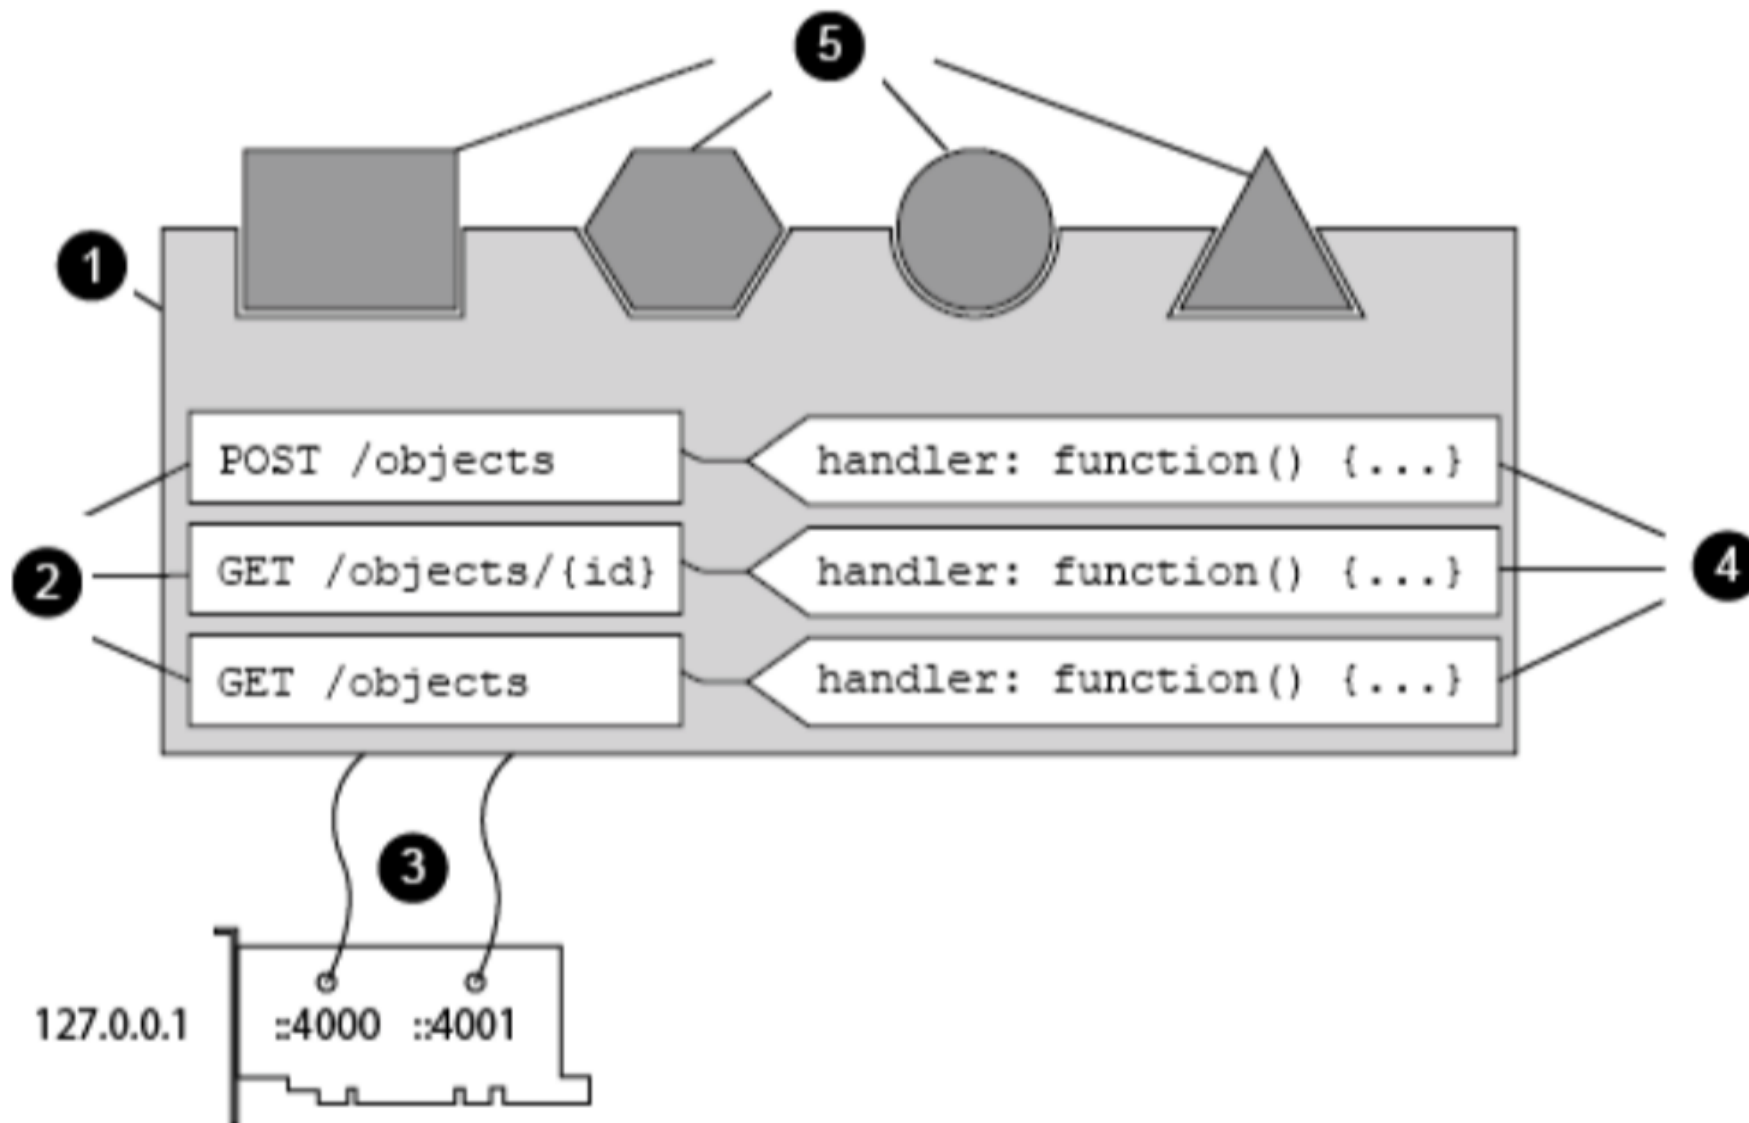 5
1
POST /objects
handler: function() {...}
2
GET /objects/{id}
handler: function() {...}
4
GET /objects
handler: function() {...}
3
127.0.0.1
::4000
::4001